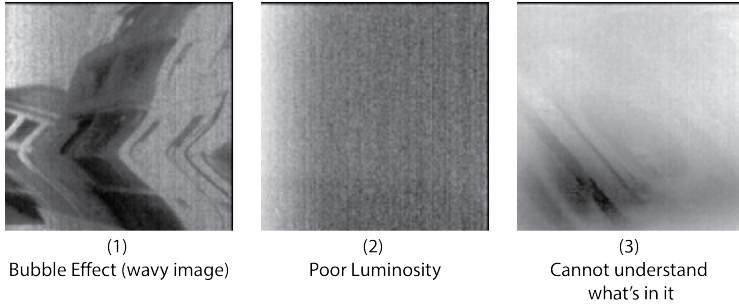 (1)
Bubble Effect (wavy image)
(2)
Poor Luminosity
(3)
Cannot understand
what's in it